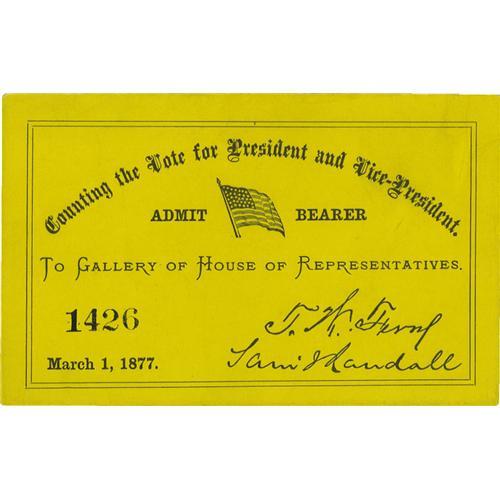 Counting the Vote for President and Vice-President.
ADMIT BEARER
TO GALLERY OF HOUSE OF REPRESENTATIVES.
1426
T. W. Ferry
March 1, 1877.
Sam J Randall